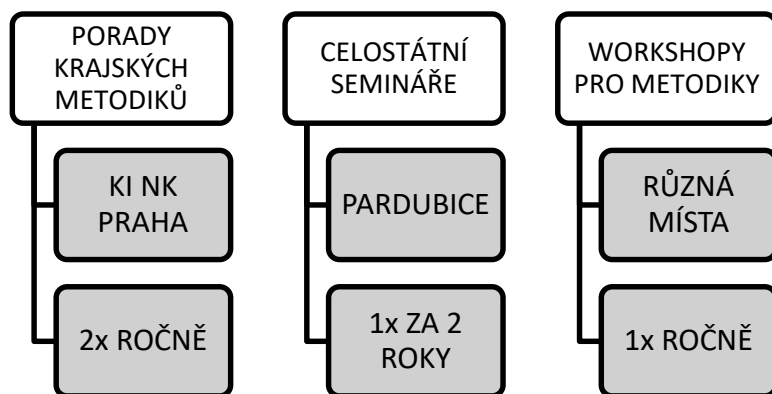 PORADY
KRAJSKÝCH
METODIKŮ
KI NK
PRAHA
2x ROČNĚ
CELOSTÁTNÍ
SEMINÁŘE
PARDUBICE
1x ZA 2
ROKY
WORKSHOPY
PRO METODIKY
RŮZNÁ
MÍSTA
1x ROČNĚ